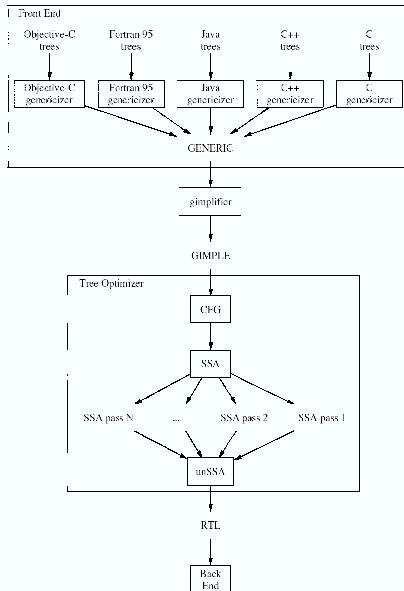 Front End
Objective-C trees
Fortran 95 trees
Java trees
C++ trees
C trees
Objective-C genericizer
Fortran 95 genericizer
Java genericizer
C++ genericizer
C genericizer
GENERIC
gimplifier
GIMPLE
Tree Optimizer
CFG
SSA
SSA pass N
...
SSA pass 2
SSA pass 1
unSSA
RTL
Back End